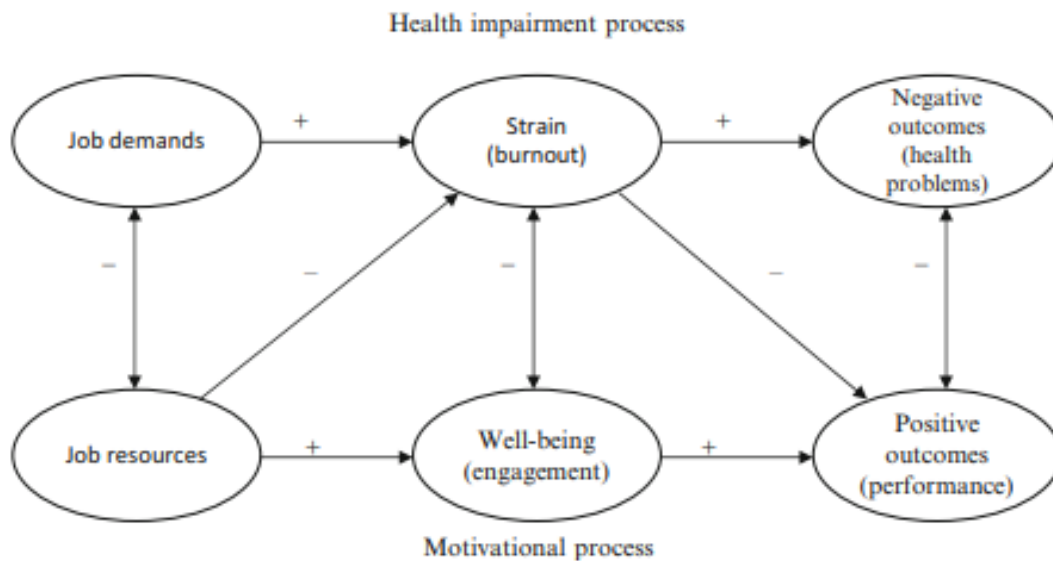 Health impairment process
Job demands
+
Strain
(burnout)
+
Negative
outcomes
(health
problems)
–
–
–
–
–
Job resources
+
Well-being
(engagement)
+
Positive
outcomes
(performance)
Motivational process